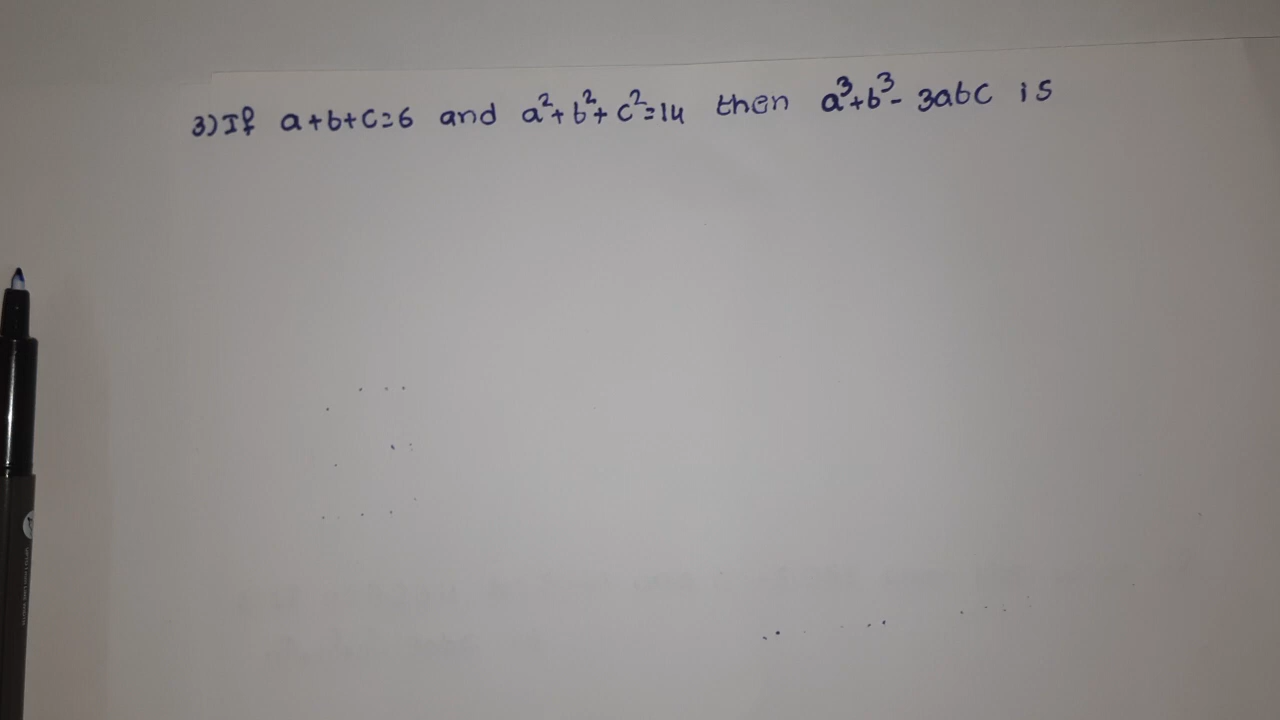 3) If a+b+c=6 and a²+b²+c²=14 then a³+b³-3abc is